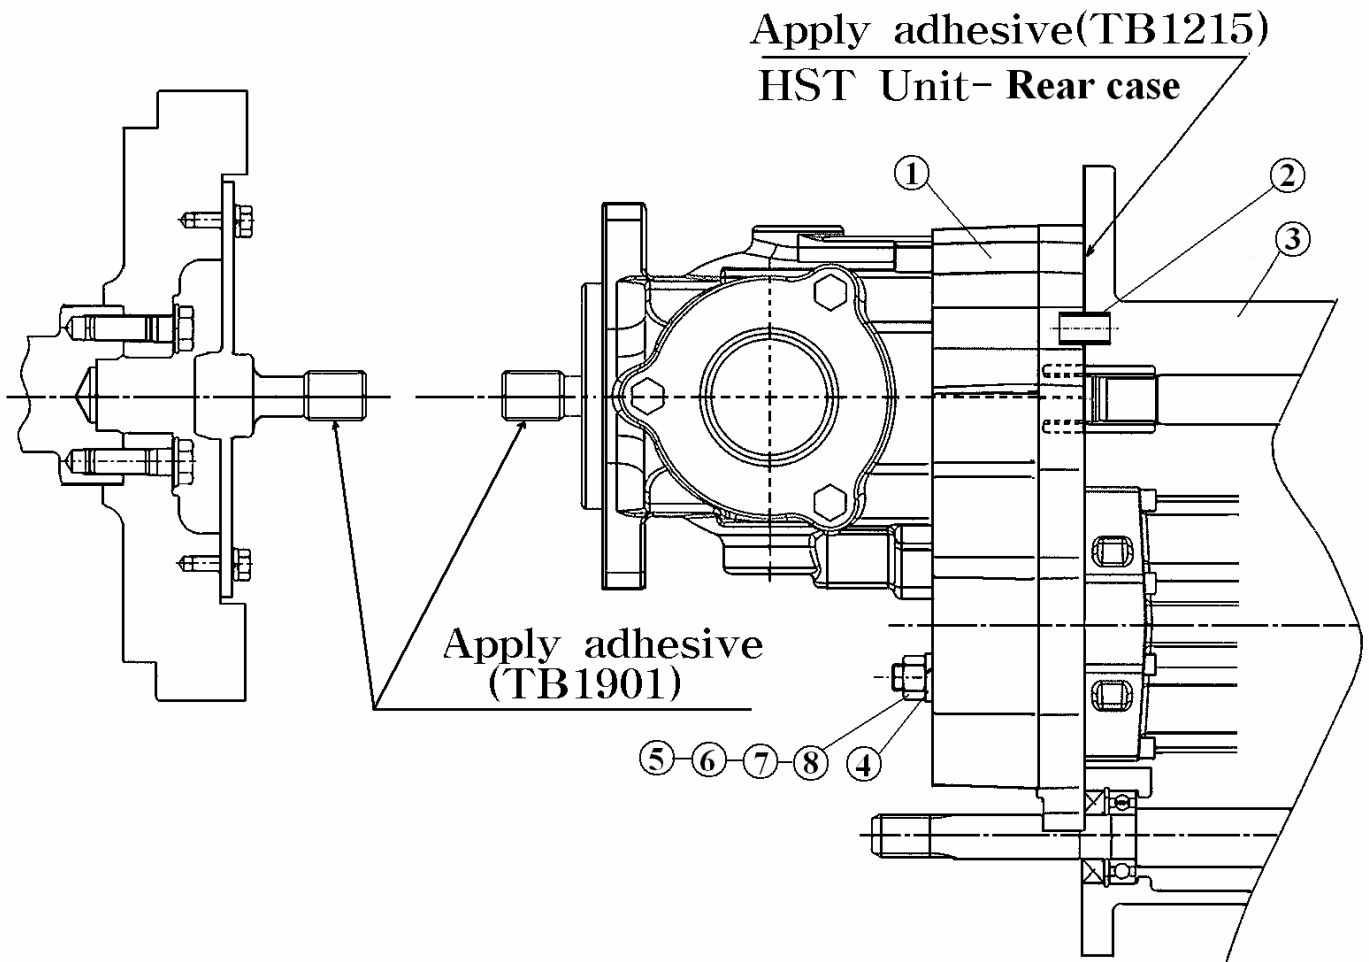 Apply adhesive(TB1215)
HST Unit- Rear case
1
2
3
Apply adhesive
(TB1901)
5 6 7 8 4